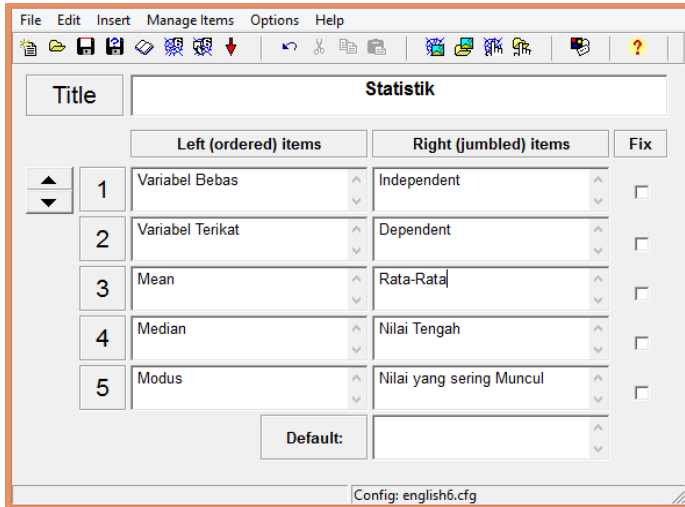 File Edit Insert Manage Items Options Help
Title Statistik
Left (ordered) items Right (jumbled) items Fix
1 Variabel Bebas Independent
2 Variabel Terikat Dependent
3 Mean Rata-Rata
4 Median Nilai Tengah
5 Modus Nilai yang sering Muncul
Default:
Config: english6.cfg